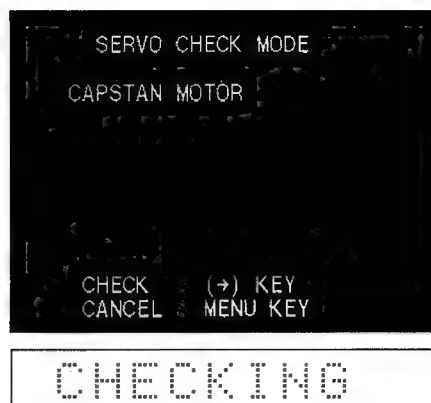 SERVO CHECK MODE
CAPSTAN MOTOR
CHECK : (→) KEY
CANCEL : MENU KEY
CHECKING